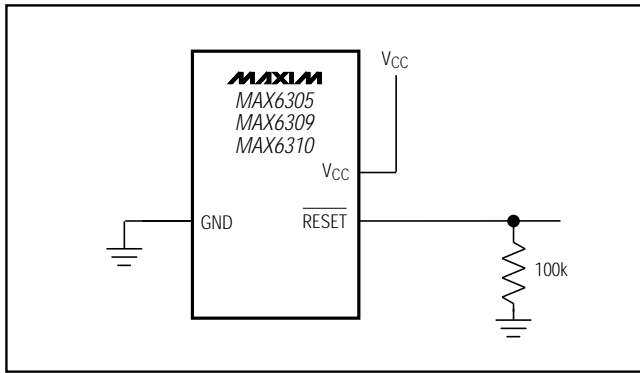 MAXIM
MAX6305
MAX6309
MAX6310
VCC
VCC
GND
RESET
100k